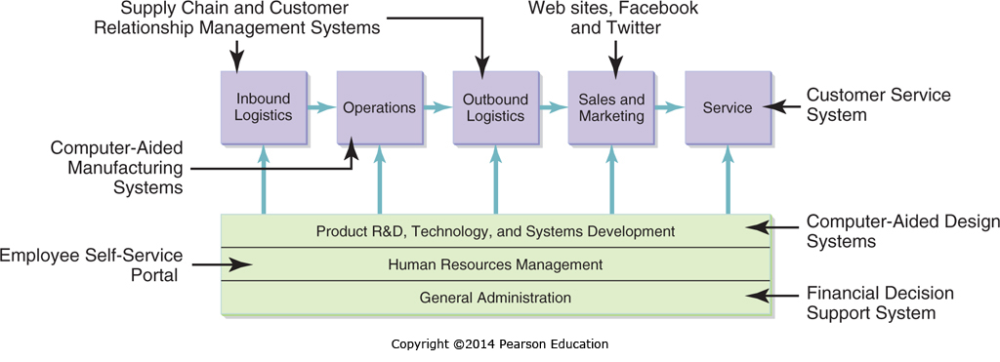 Supply Chain and Customer
Relationship Management Systems
Web sites, Facebook
and Twitter
Inbound
Logistics
Operations
Outbound
Logistics
Sales and
Marketing
Service
Customer Service
System
Computer-Aided
Manufacturing
Systems
Product R&D, Technology, and Systems Development
Computer-Aided Design
Systems
Employee Self-Service
Portal
Human Resources Management
General Administration
Financial Decision
Support System
Copyright ©2014 Pearson Education